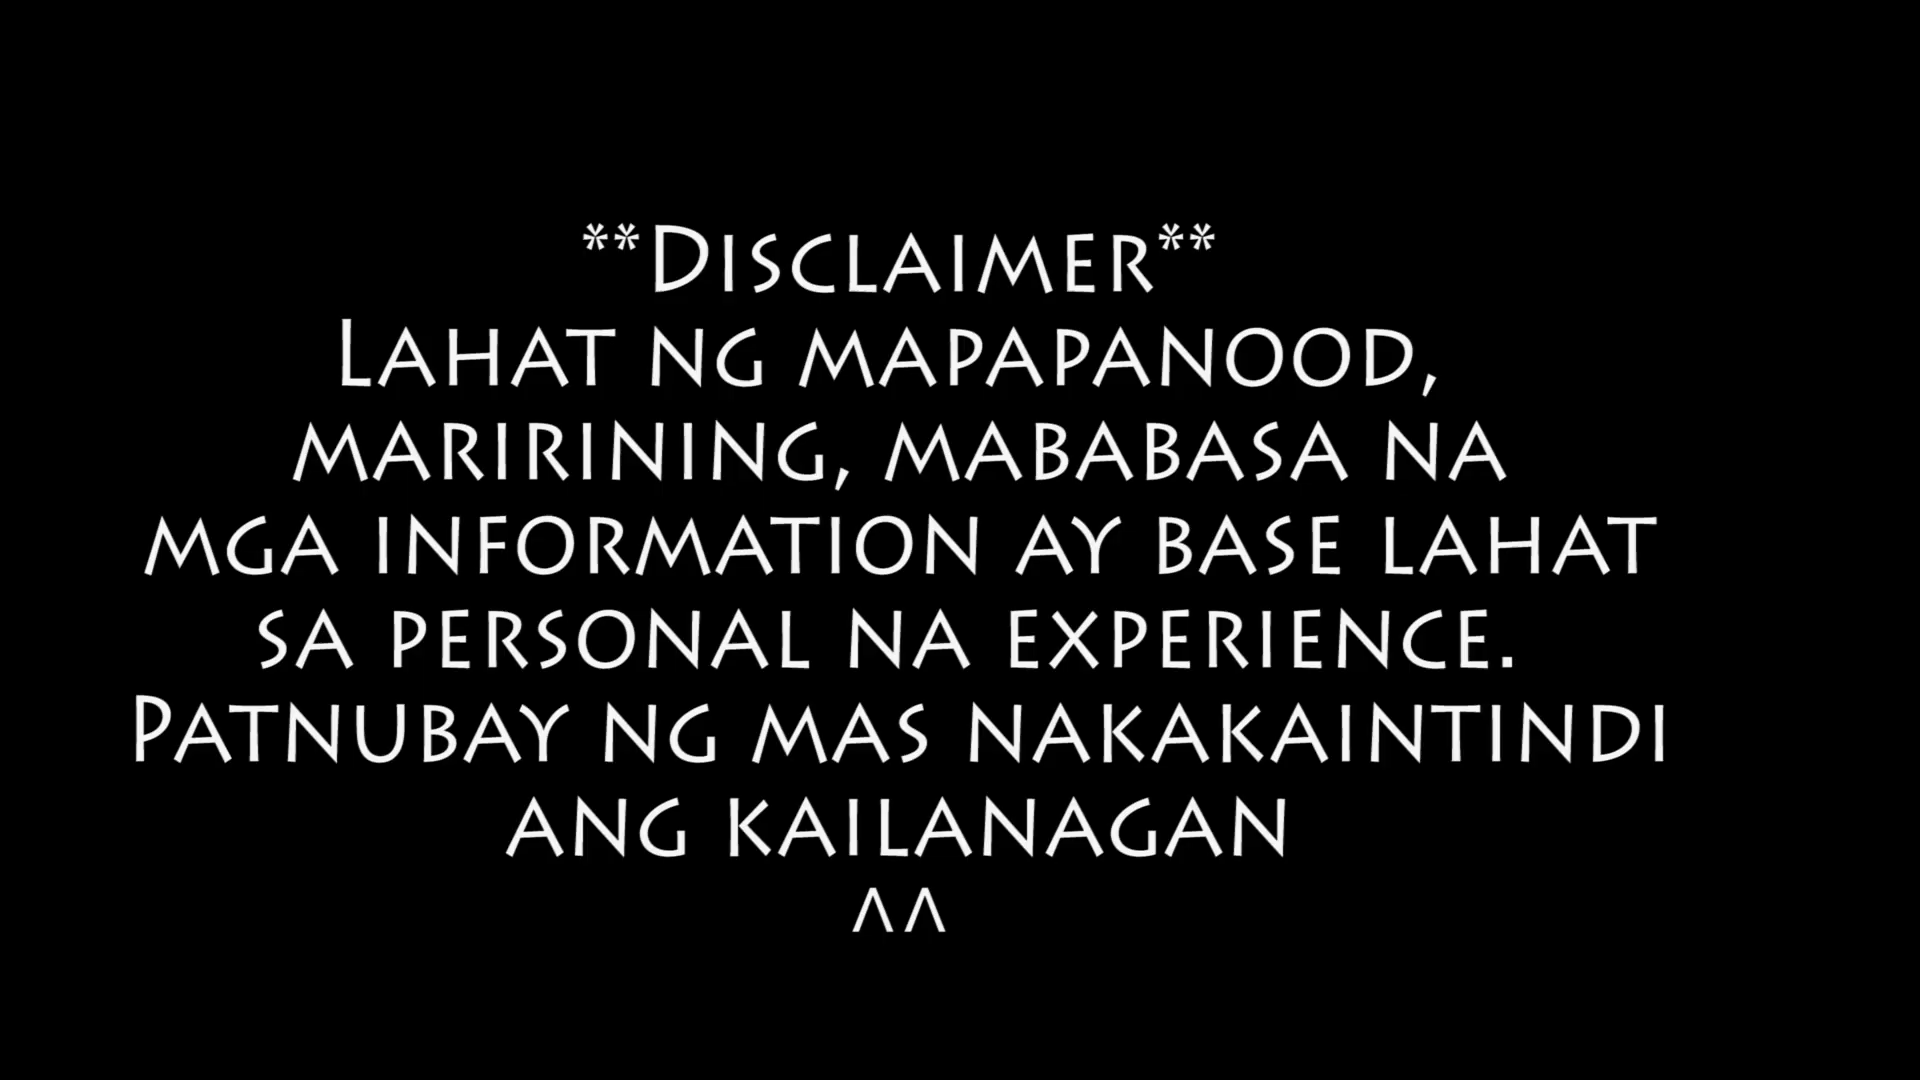 **Disclaimer**
Lahat ng mapapanood,
maririning, mababasa na
mga information ay base lahat
sa personal na experience.
Patnubay ng mas nakakaintindi
ang kailanagan
^^